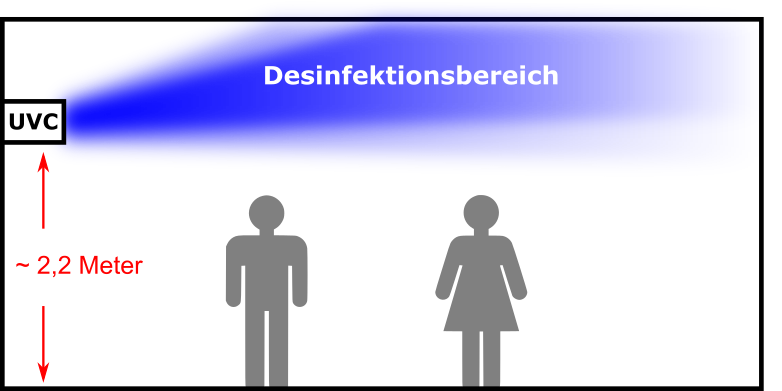 Desinfektionsbereich
UVC
~ 2,2 Meter